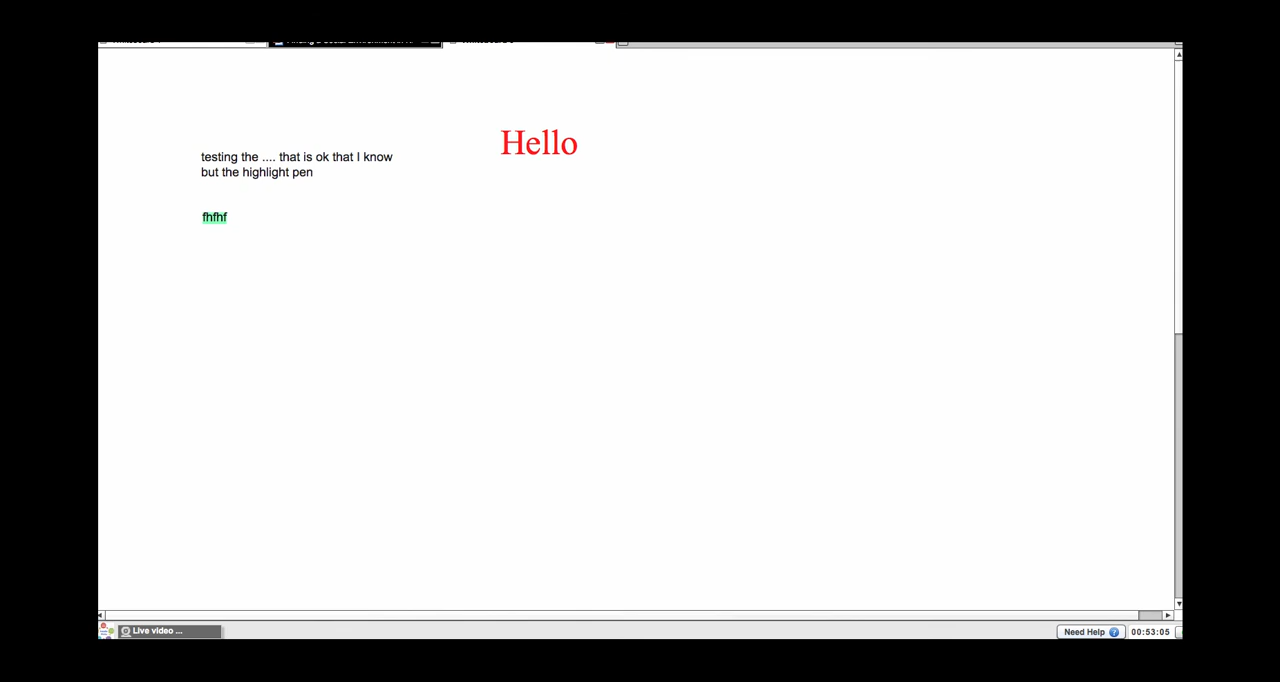 Hello
testing the .... that is ok that I know
but the highlight pen
fhfhf
Live video ...
Need Help ?
00:53:05